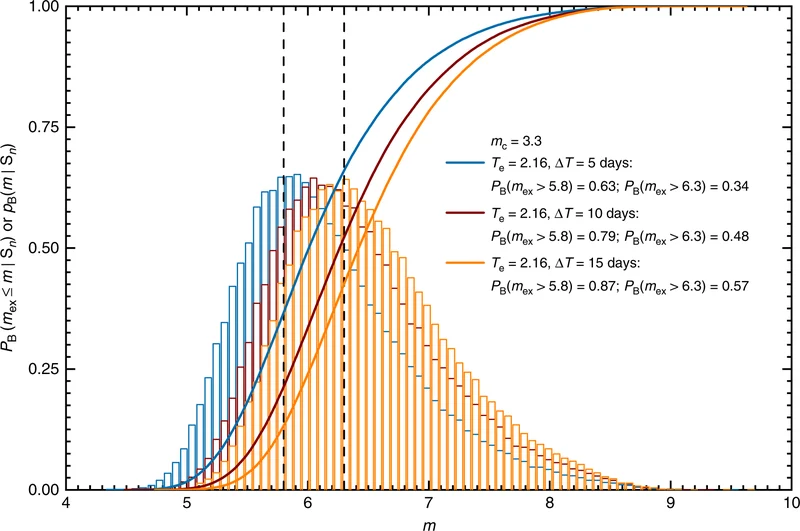 1.00
0.75
0.50
0.25
0.00
P_B (m_ex ≤ m | S_n) or p_B(m | S_n)
m_c = 3.3
T_e = 2.16, ΔT = 5 days:
P_B(m_ex > 5.8) = 0.63; P_B(m_ex > 6.3) = 0.34
T_e = 2.16, ΔT = 10 days:
P_B(m_ex > 5.8) = 0.79; P_B(m_ex > 6.3) = 0.48
T_e = 2.16, ΔT = 15 days:
P_B(m_ex > 5.8) = 0.87; P_B(m_ex > 6.3) = 0.57
4 5 6 7 8 9 10
m